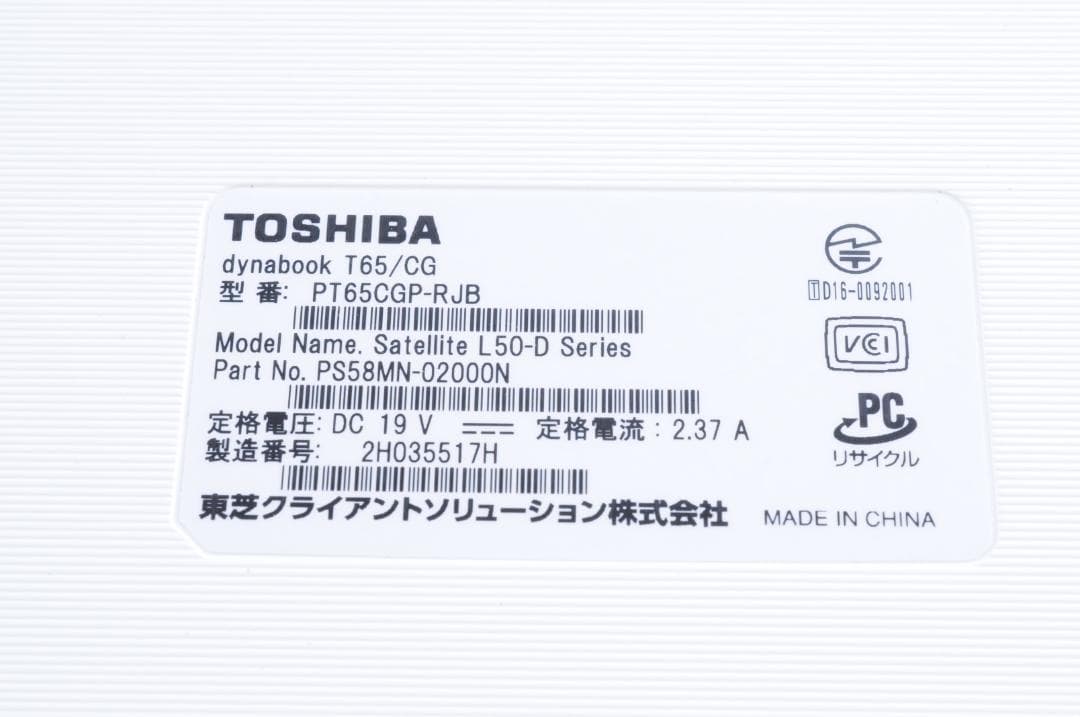 TOSHIBA
dynabook T65/CG
型 番: PT65CGP-RJB
Model Name. Satellite L50-D Series
Part No. PS58MN-02000N
定格電圧: DC 19 V ⎓ 定格電流 : 2.37 A
製造番号: 2H035517H
東芝クライアントソリューション株式会社
MADE IN CHINA
🅃D16-0092001
VCCI
PC
リサイクル